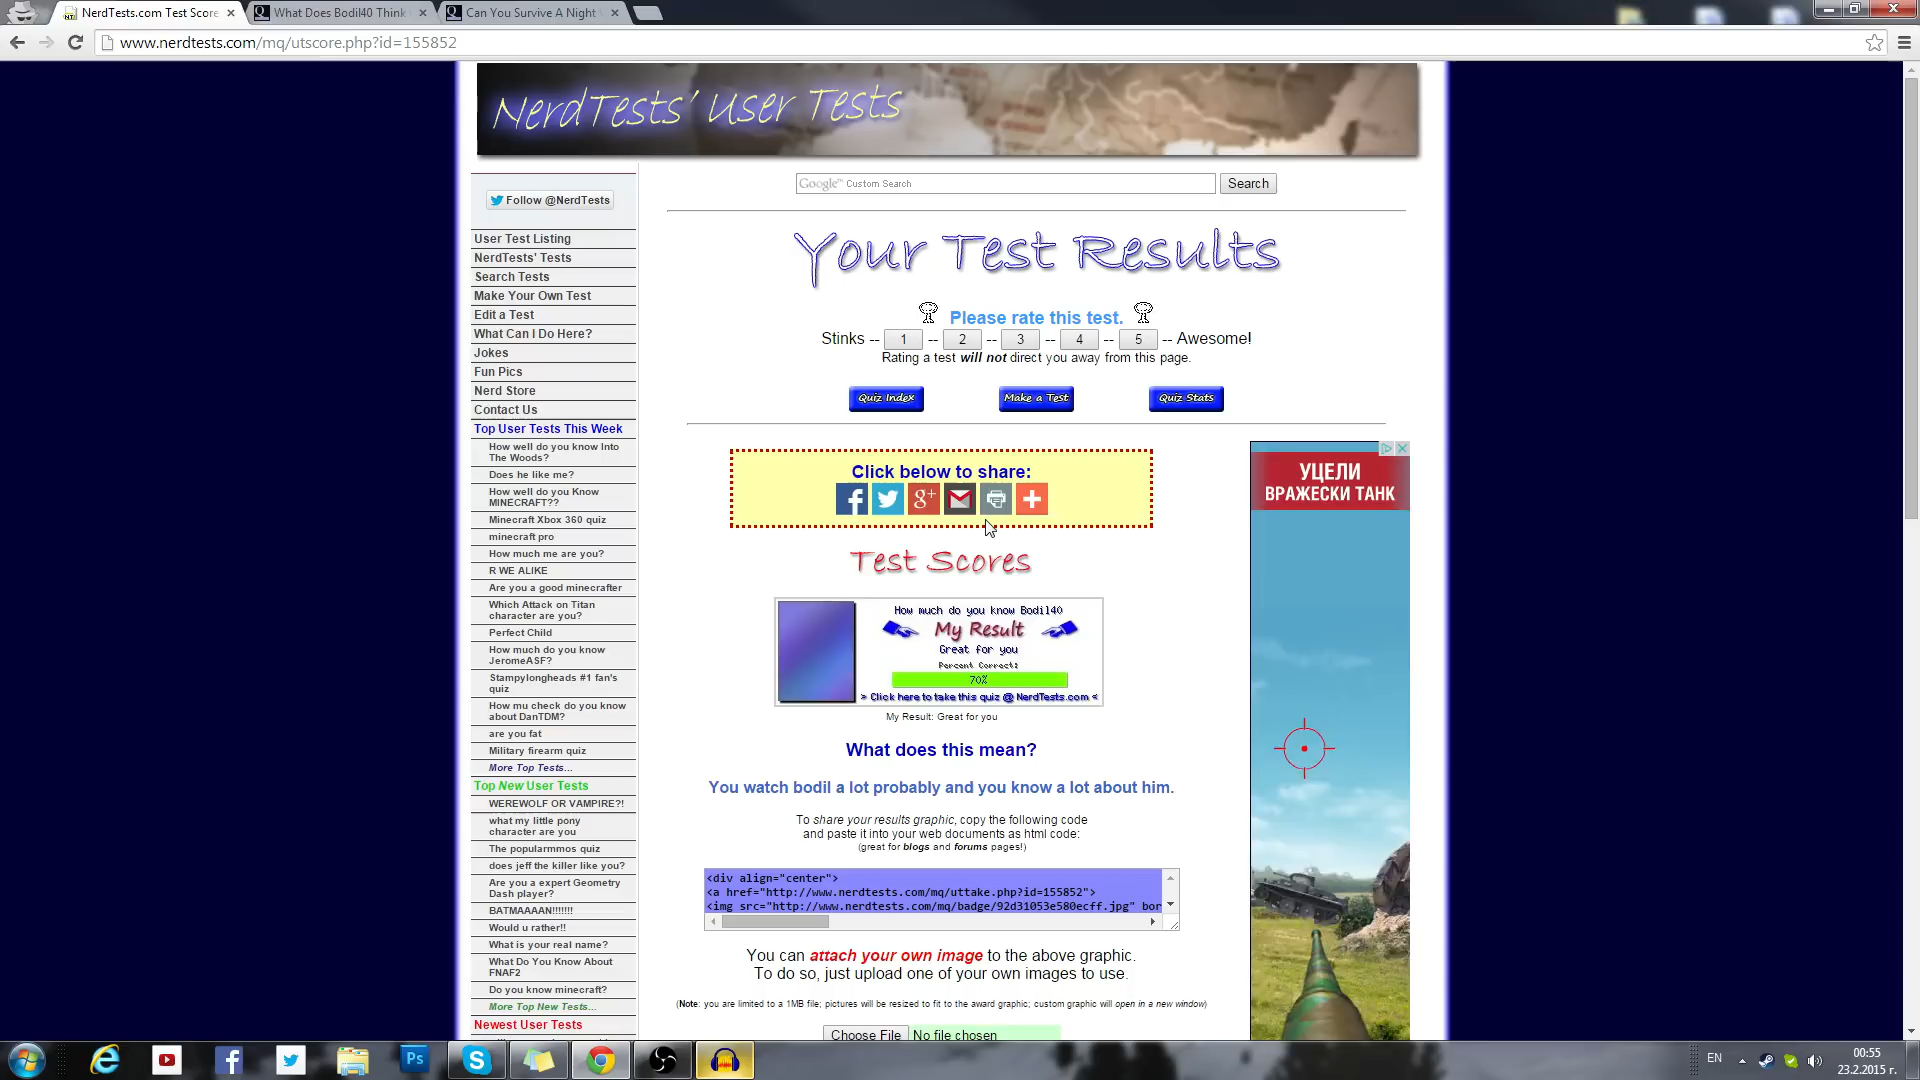 NerdTests.com Test Score
What Does Bodil40 Think
Can You Survive A Night
www.nerdtests.com/mq/utscore.php?id=155852
NerdTests' User Tests
Follow @NerdTests
User Test Listing
NerdTests' Tests
Search Tests
Make Your Own Test
Edit a Test
What Can I Do Here?
Jokes
Fun Pics
Nerd Store
Contact Us
Top User Tests This Week
How well do you know Into
The Woods?
Does he like me?
How well do you Know
MINECRAFT??
Minecraft Xbox 360 quiz
minecraft pro
How much me are you?
R WE ALIKE
Are you a good minecrafter
Which Attack on Titan
character are you?
Perfect Child
How much do you know
JeromeASF?
Stampylongheads #1 fan's
quiz
How mu check do you know
about DanTDM?
are you fat
Military firearm quiz
More Top Tests...
Top New User Tests
WEREWOLF OR VAMPIRE?!
what my little pony
character are you
The popularmmos quiz
does jeff the killer like you?
Are you a expert Geometry
Dash player?
BATMAAAAN!!!!!!!
Would u rather!!
What is your real name?
What Do You Know About
FNAF2
Do you know minecraft?
More Top New Tests...
Newest User Tests
Google™ Custom Search
Search
Your Test Results
Please rate this test.
Stinks -- 1 -- 2 -- 3 -- 4 -- 5 -- Awesome!
Rating a test will not direct you away from this page.
Quiz Index
Make a Test
Quiz Stats
Click below to share:
Test Scores
How much do you know Bodil40
My Result
Great for you
Percent Correct:
70%
> Click here to take this quiz @ NerdTests.com <
My Result: Great for you
What does this mean?
You watch bodil a lot probably and you know a lot about him.
To share your results graphic, copy the following code
and paste it into your web documents as html code:
(great for blogs and forums pages!)
<div align="center">
<a href="http://www.nerdtests.com/mq/uttake.php?id=155852">
<img src="http://www.nerdtests.com/mq/badge/92d31053e580ecff.jpg" bor
You can attach your own image to the above graphic.
To do so, just upload one of your own images to use.
(Note: you are limited to a 1MB file; pictures will be resized to fit to the award graphic; custom graphic will open in a new window)
Choose File No file chosen
УЦЕЛИ
ВРАЖЕСКИ ТАНК
Ps
EN
00:55
23.2.2015 г.